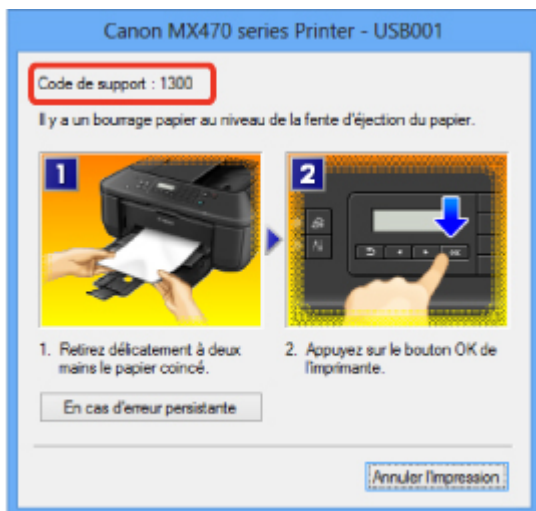 Canon MX470 series Printer - USB001
Code de support : 1300
Il y a un bourrage papier au niveau de la fente d'éjection du papier.
1
2
OK
1. Retirez délicatement à deux
mains le papier coincé.
2. Appuyez sur le bouton OK de
l'imprimante.
En cas d'erreur persistante
Annuler l'impression